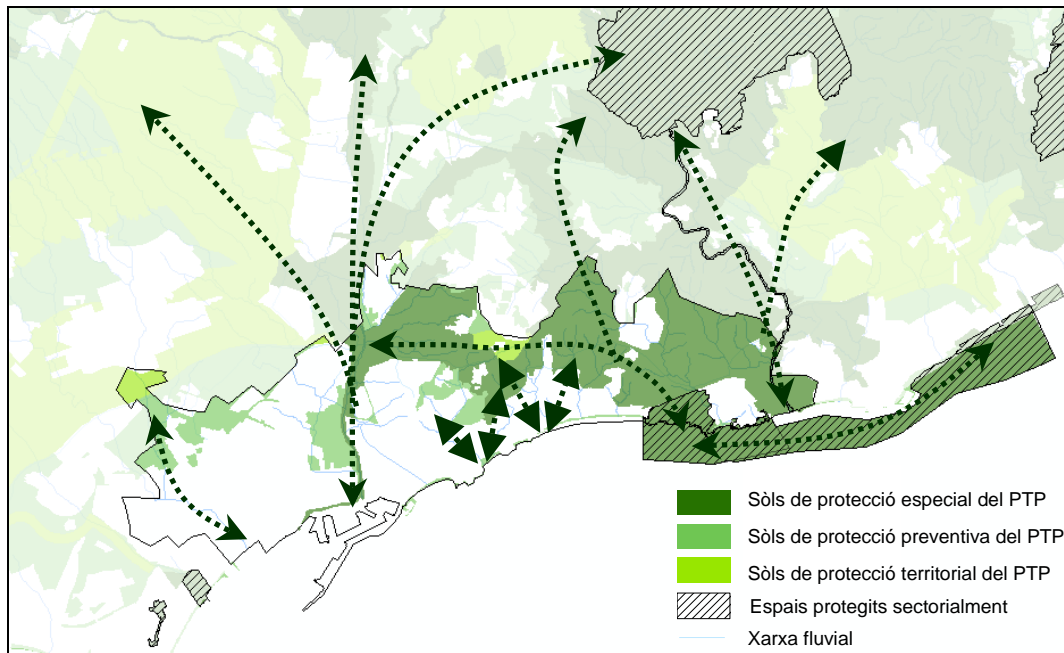 Sòls de protecció especial del PTP
Sòls de protecció preventiva del PTP
Sòls de protecció territorial del PTP
Espais protegits sectorialment
Xarxa fluvial